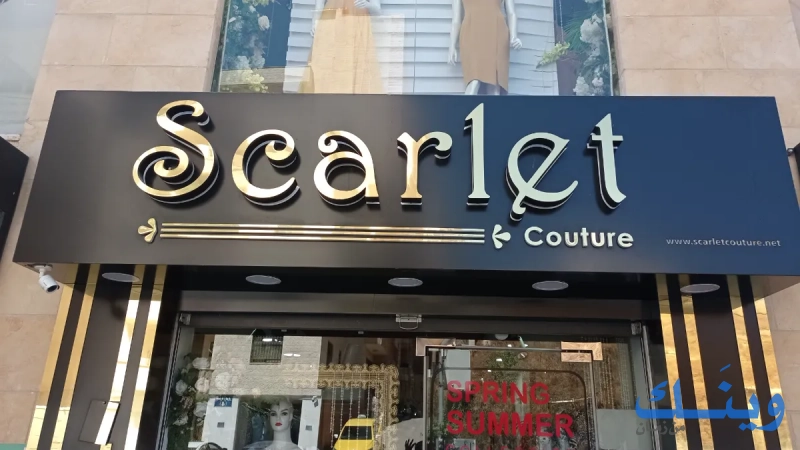 Scarlet
Couture
www.scarletcouture.net
SPRING
SUMMER
وينك